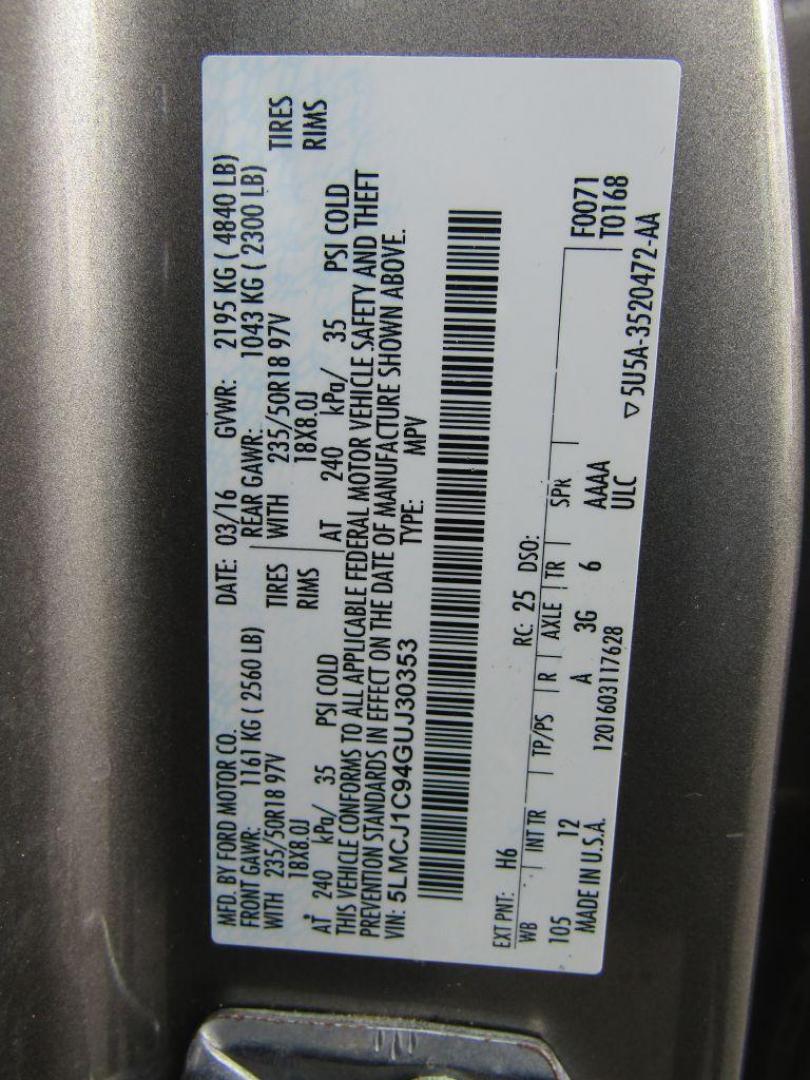 MFD. BY FORD MOTOR CO. DATE: 03/16 GVWR: 2195 KG ( 4840 LB)
FRONT GAWR: 1161 KG ( 2560 LB) REAR GAWR: 1043 KG ( 2300 LB)
WITH 235/50R18 97V TIRES WITH 235/50R18 97V TIRES
18X8.0J RIMS 18X8.0J RIMS
AT 240 kPa/ 35 PSI COLD AT 240 kPa/ 35 PSI COLD
THIS VEHICLE CONFORMS TO ALL APPLICABLE FEDERAL MOTOR VEHICLE SAFETY AND THEFT
PREVENTION STANDARDS IN EFFECT ON THE DATE OF MANUFACTURE SHOWN ABOVE.
VIN: 5LMCJ1C94GUJ30353 TYPE: MPV
EXT PNT: H6 RC: 25 DSO: F0071
WB INT TR TP/PS R AXLE TR SPR T0168
105 12 A 3G 6 AAAA
MADE IN U.S.A. 1201603117628 ULC ▽5U5A-3520472-AA